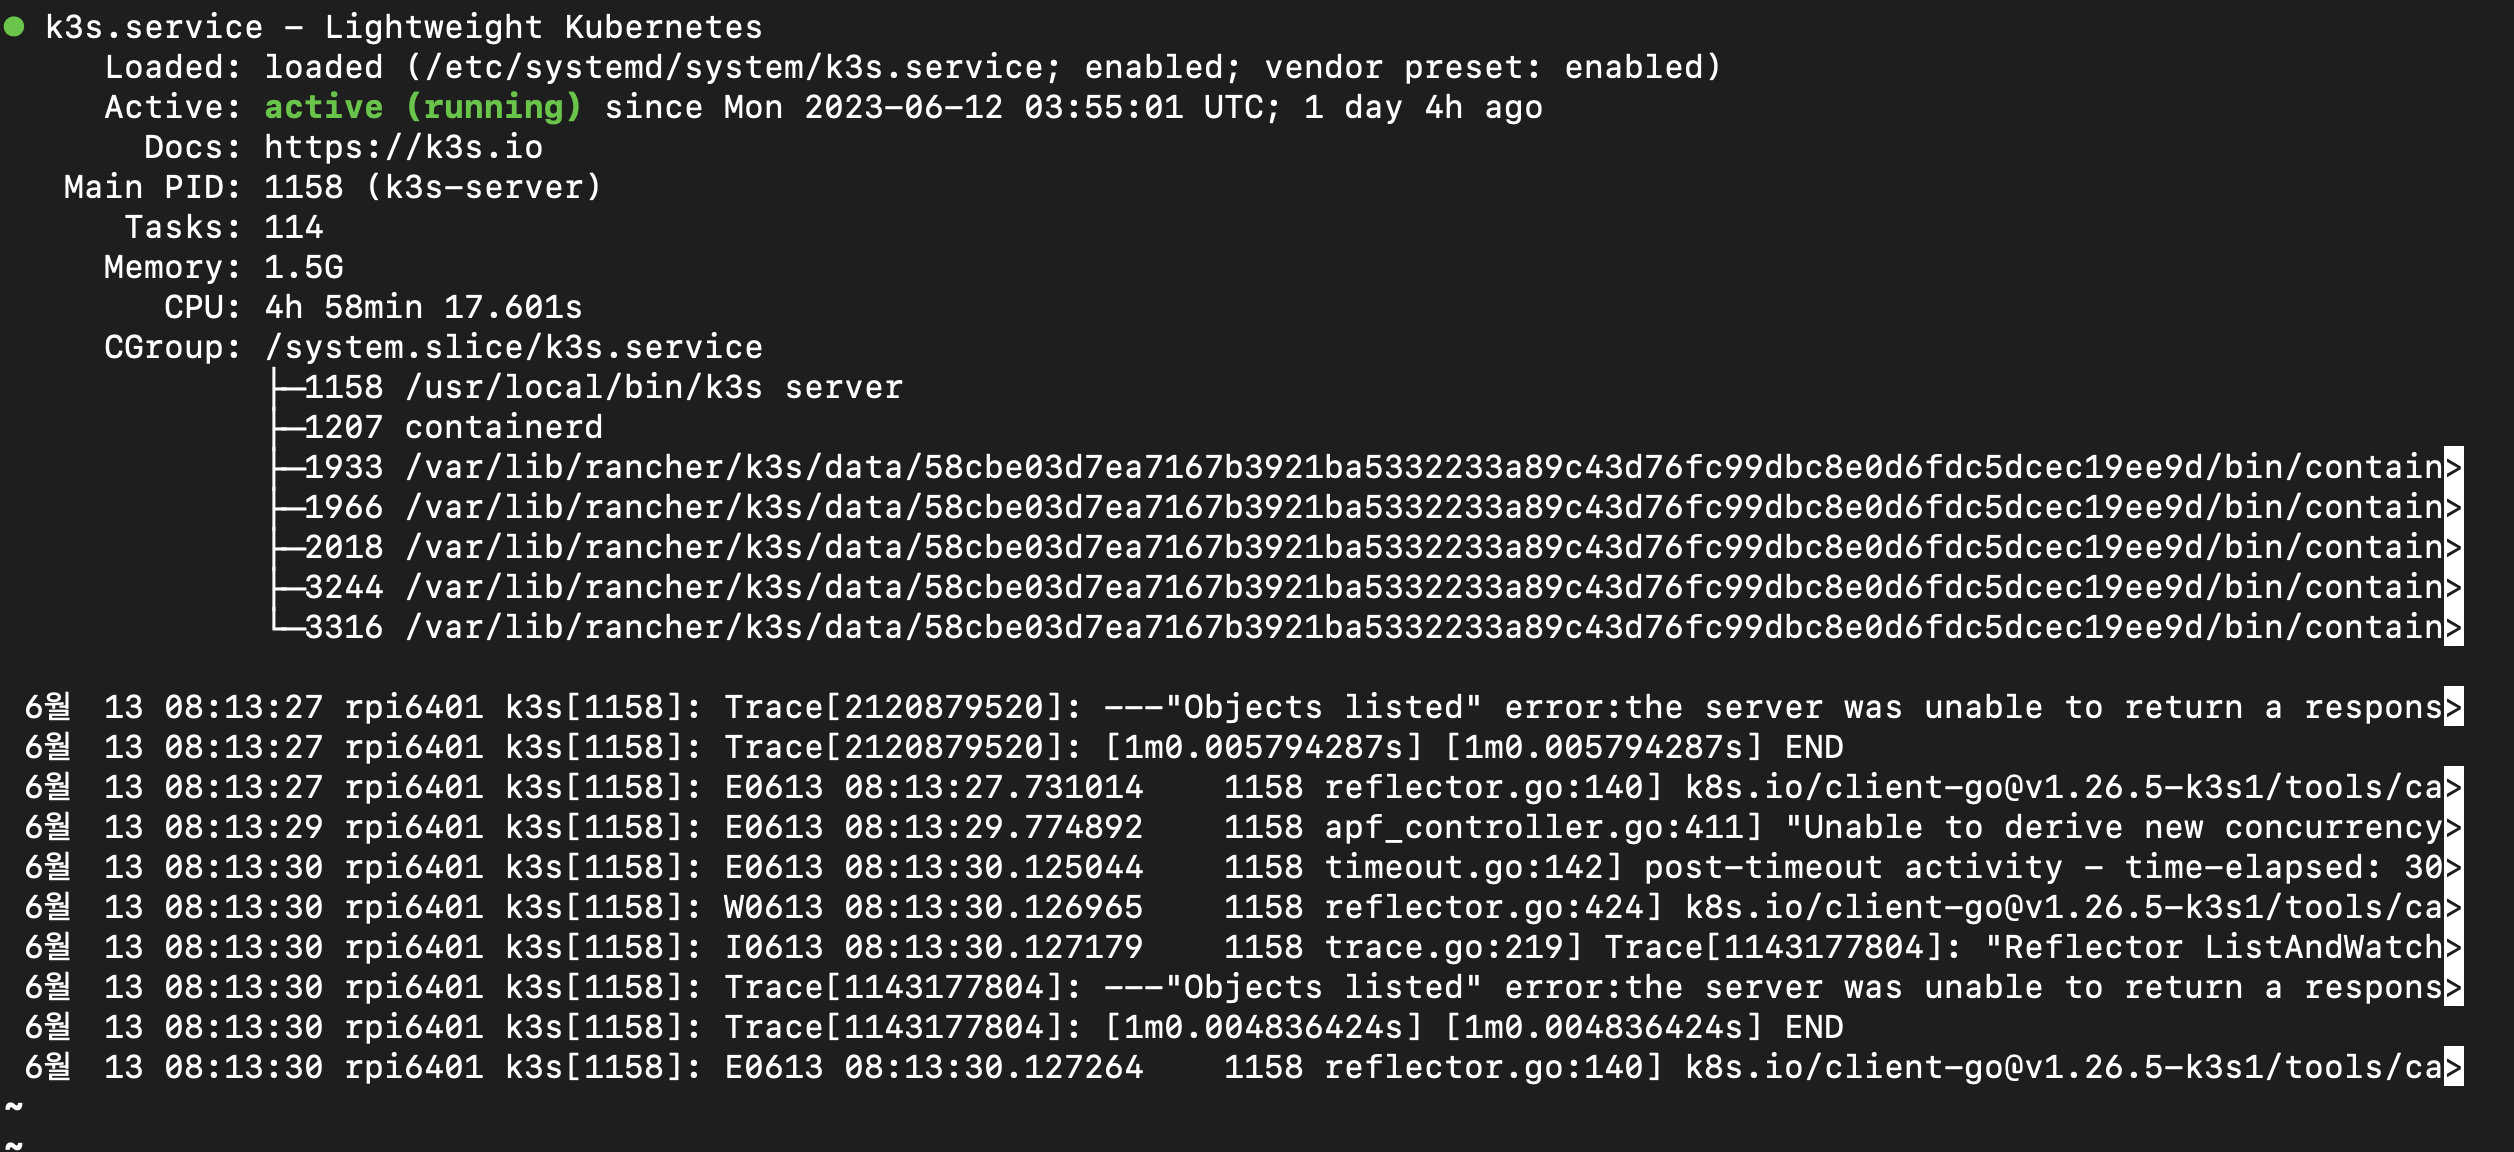 ● k3s.service – Lightweight Kubernetes
Loaded: loaded (/etc/systemd/system/k3s.service; enabled; vendor preset: enabled)
Active: active (running) since Mon 2023-06-12 03:55:01 UTC; 1 day 4h ago
Docs: https://k3s.io
Main PID: 1158 (k3s-server)
Tasks: 114
Memory: 1.5G
CPU: 4h 58min 17.601s
CGroup: /system.slice/k3s.service
├─1158 /usr/local/bin/k3s server
├─1207 containerd
├─1933 /var/lib/rancher/k3s/data/58cbe03d7ea7167b3921ba5332233a89c43d76fc99dbc8e0d6fdc5dcec19ee9d/bin/contain>
├─1966 /var/lib/rancher/k3s/data/58cbe03d7ea7167b3921ba5332233a89c43d76fc99dbc8e0d6fdc5dcec19ee9d/bin/contain>
├─2018 /var/lib/rancher/k3s/data/58cbe03d7ea7167b3921ba5332233a89c43d76fc99dbc8e0d6fdc5dcec19ee9d/bin/contain>
├─3244 /var/lib/rancher/k3s/data/58cbe03d7ea7167b3921ba5332233a89c43d76fc99dbc8e0d6fdc5dcec19ee9d/bin/contain>
└─3316 /var/lib/rancher/k3s/data/58cbe03d7ea7167b3921ba5332233a89c43d76fc99dbc8e0d6fdc5dcec19ee9d/bin/contain>
6월 13 08:13:27 rpi6401 k3s[1158]: Trace[2120879520]: ---"Objects listed" error:the server was unable to return a respons>
6월 13 08:13:27 rpi6401 k3s[1158]: Trace[2120879520]: [1m0.005794287s] [1m0.005794287s] END
6월 13 08:13:27 rpi6401 k3s[1158]: E0613 08:13:27.731014 1158 reflector.go:140] k8s.io/client-go@v1.26.5-k3s1/tools/ca>
6월 13 08:13:29 rpi6401 k3s[1158]: E0613 08:13:29.774892 1158 apf_controller.go:411] "Unable to derive new concurrency>
6월 13 08:13:30 rpi6401 k3s[1158]: E0613 08:13:30.125044 1158 timeout.go:142] post-timeout activity - time-elapsed: 30>
6월 13 08:13:30 rpi6401 k3s[1158]: W0613 08:13:30.126965 1158 reflector.go:424] k8s.io/client-go@v1.26.5-k3s1/tools/ca>
6월 13 08:13:30 rpi6401 k3s[1158]: I0613 08:13:30.127179 1158 trace.go:219] Trace[1143177804]: "Reflector ListAndWatch>
6월 13 08:13:30 rpi6401 k3s[1158]: Trace[1143177804]: ---"Objects listed" error:the server was unable to return a respons>
6월 13 08:13:30 rpi6401 k3s[1158]: Trace[1143177804]: [1m0.004836424s] [1m0.004836424s] END
6월 13 08:13:30 rpi6401 k3s[1158]: E0613 08:13:30.127264 1158 reflector.go:140] k8s.io/client-go@v1.26.5-k3s1/tools/ca>
~
~